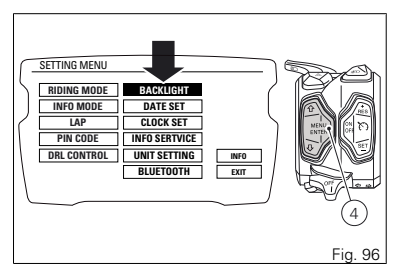 SETTING MENU
RIDING MODE
INFO MODE
LAP
PIN CODE
DRL CONTROL
BACKLIGHT
DATE SET
CLOCK SET
INFO SERTVICE
UNIT SETTING
BLUETOOTH
INFO
EXIT
MENU
ENTER
RES
ON
OFF
SET
OFF
4
Fig. 96